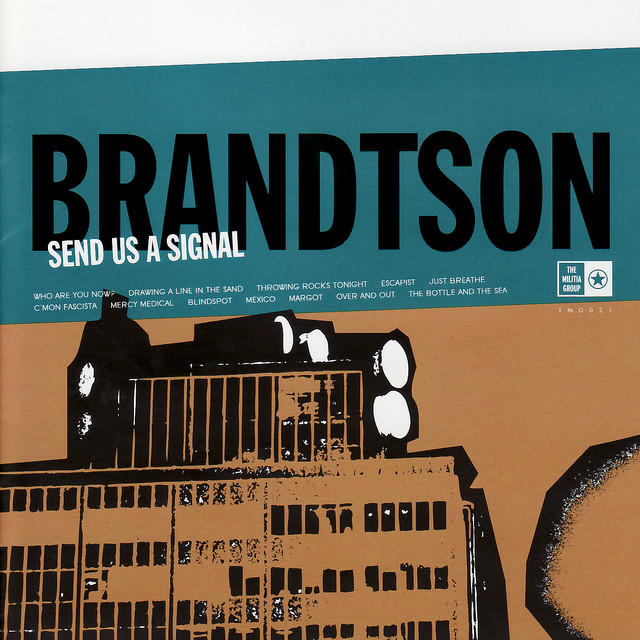 BRANDTSON
SEND US A SIGNAL
WHO ARE YOU NOW? DRAWING A LINE IN THE SAND THROWING ROCKS TONIGHT ESCAPIST JUST BREATHE
C'MON FASCISTA MERCY MEDICAL BLINDSPOT MEXICO MARGOT OVER AND OUT THE BOTTLE AND THE SEA
THE
MILITIA
GROUP
TMG021